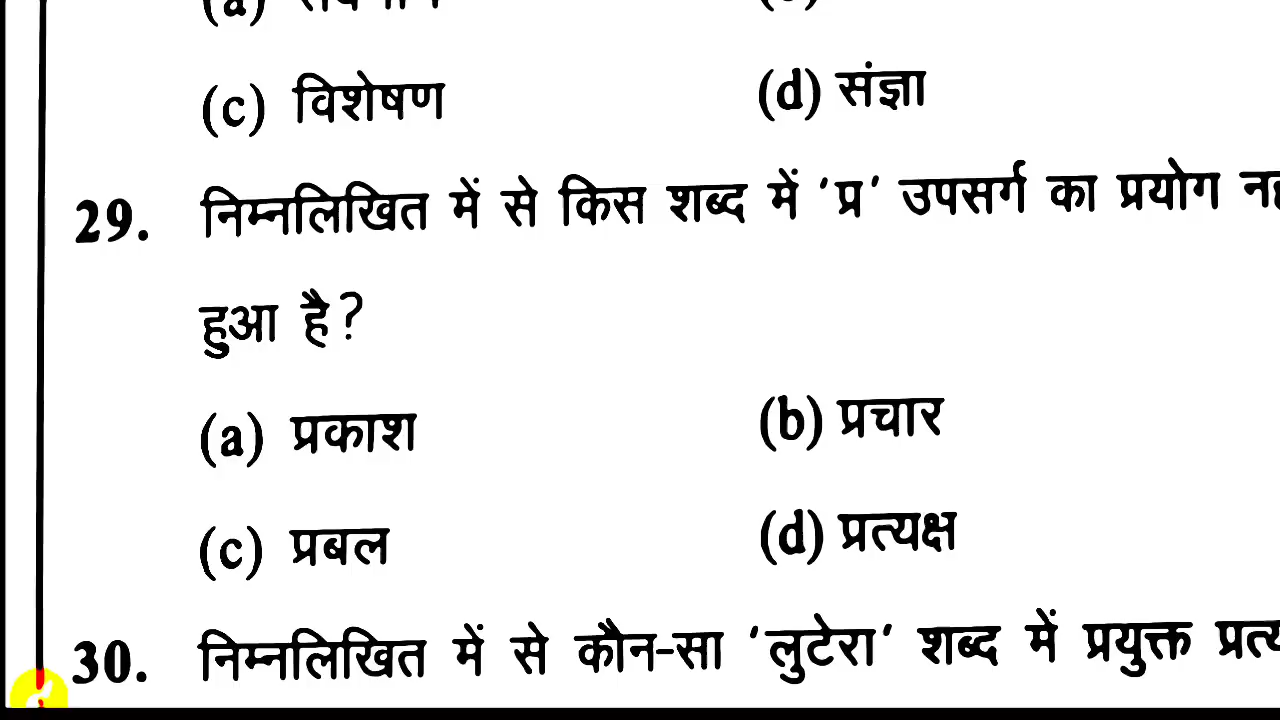 (c) विशेषण (d) संज्ञा
29. निम्नलिखित में से किस शब्द में ‘प्र’ उपसर्ग का प्रयोग
हुआ है?
(a) प्रकाश (b) प्रचार
(c) प्रबल (d) प्रत्यक्ष
30. निम्नलिखित में से कौन-सा ‘लुटेरा’ शब्द में प्रयुक्त